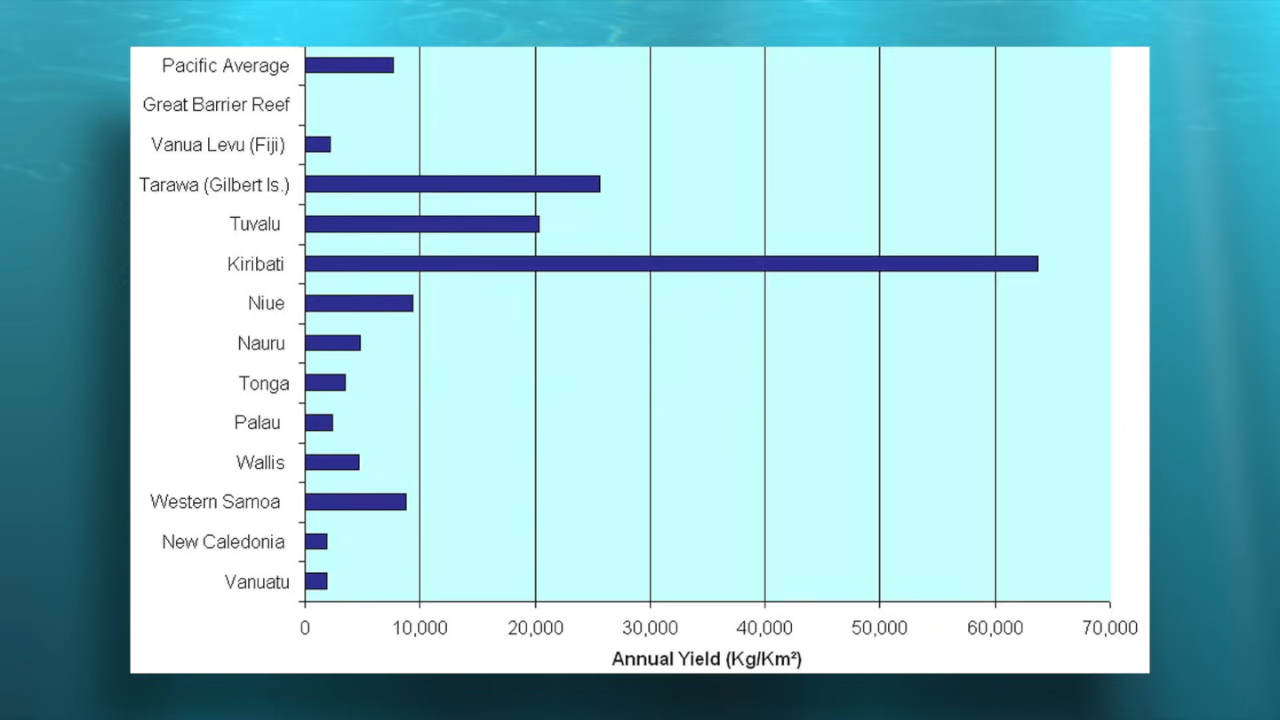 Pacific Average
Great Barrier Reef
Vanua Levu (Fiji)
Tarawa (Gilbert Is.)
Tuvalu
Kiribati
Niue
Nauru
Tonga
Palau
Wallis
Western Samoa
New Caledonia
Vanuatu
0 10,000 20,000 30,000 40,000 50,000 60,000 70,000
Annual Yield (Kg/Km²)